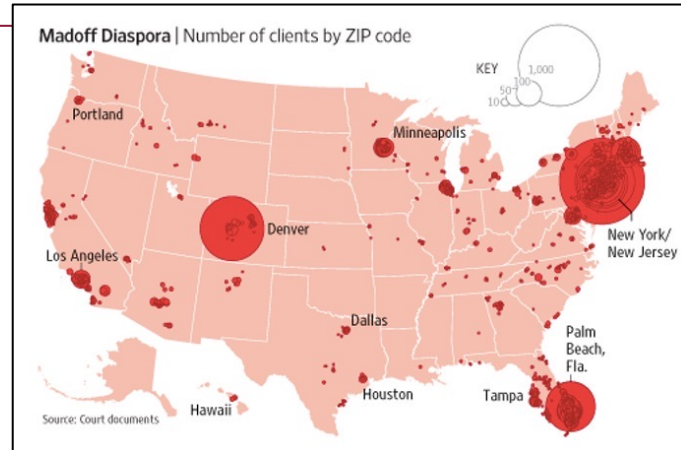 Madoff Diaspora | Number of clients by ZIP code
KEY
1,000
100
50
10
Portland
Minneapolis
Denver
New York/
New Jersey
Los Angeles
Dallas
Palm
Beach,
Fla.
Houston
Tampa
Hawaii
Source: Court documents